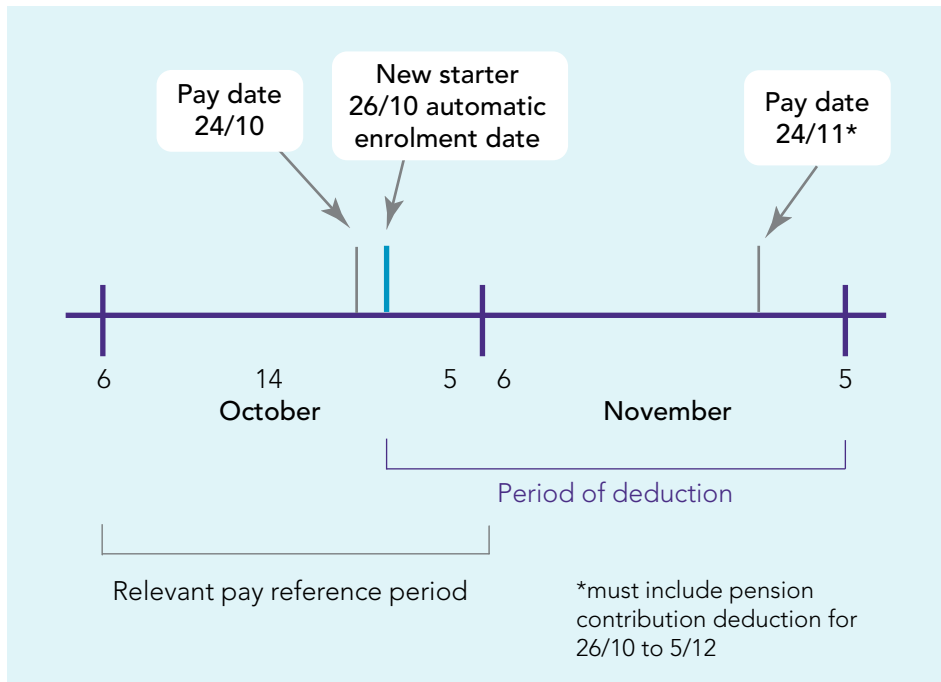 Pay date
24/10
New starter
26/10 automatic
enrolment date
Pay date
24/11*
6
14
5
6
5
October
November
Period of deduction
Relevant pay reference period
*must include pension
contribution deduction for
26/10 to 5/12